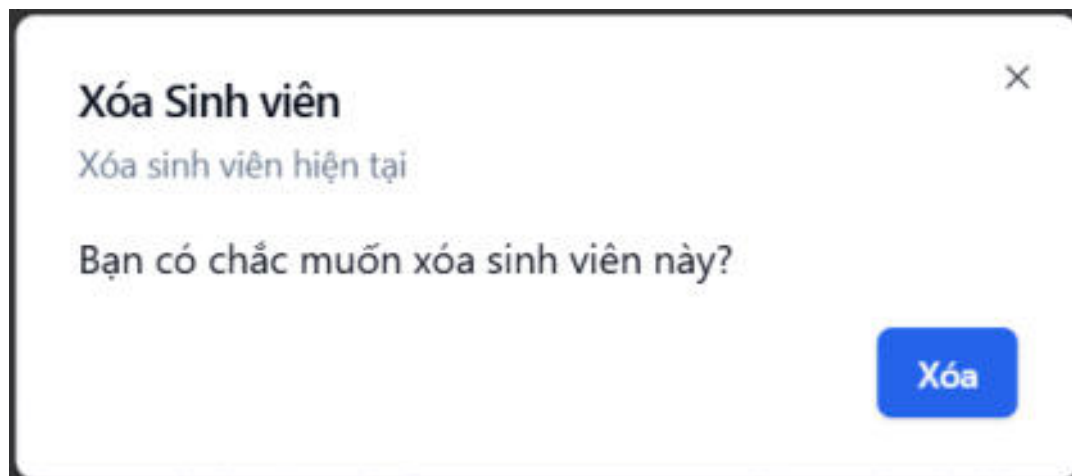 Xóa Sinh viên
Xóa sinh viên hiện tại
Bạn có chắc muốn xóa sinh viên này?
Xóa